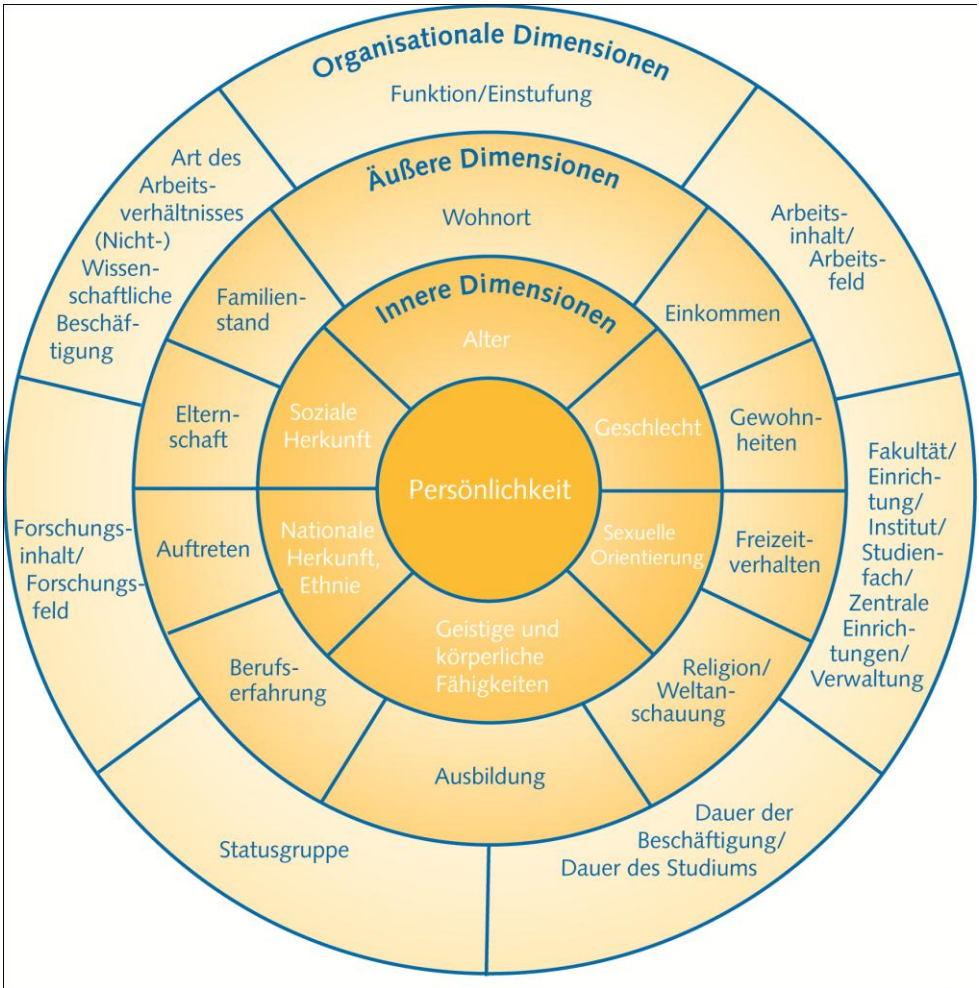 Organisationale Dimensionen
Funktion/Einstufung
Arbeits-
inhalt/
Arbeits-
feld
Fakultät/
Einrich-
tung/
Institut/
Studien-
fach/
Zentrale
Einrich-
tungen/
Verwaltung
Dauer der
Beschäftigung/
Dauer des Studiums
Statusgruppe
Forschungs-
inhalt/
Forschungs-
feld
Art des
Arbeits-
verhältnisses
(Nicht-)
Wissen-
schaftliche
Beschäf-
tigung
Äußere Dimensionen
Wohnort
Einkommen
Gewohn-
heiten
Freizeit-
verhalten
Religion/
Weltan-
schauung
Ausbildung
Berufs-
erfahrung
Auftreten
Eltern-
schaft
Familien-
stand
Innere Dimensionen
Alter
Geschlecht
Sexuelle
Orientierung
Geistige und
körperliche
Fähigkeiten
Nationale
Herkunft,
Ethnie
Soziale
Herkunft
Persönlichkeit